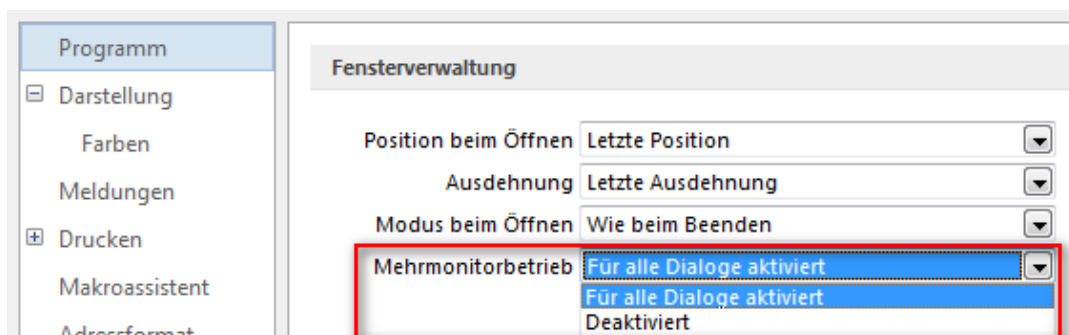 Programm
Darstellung
Farben
Meldungen
Drucken
Makroassistent
Adressformat
Fensterverwaltung
Position beim Öffnen Letzte Position
Ausdehnung Letzte Ausdehnung
Modus beim Öffnen Wie beim Beenden
Mehrmonitorbetrieb Für alle Dialoge aktiviert
Für alle Dialoge aktiviert
Deaktiviert